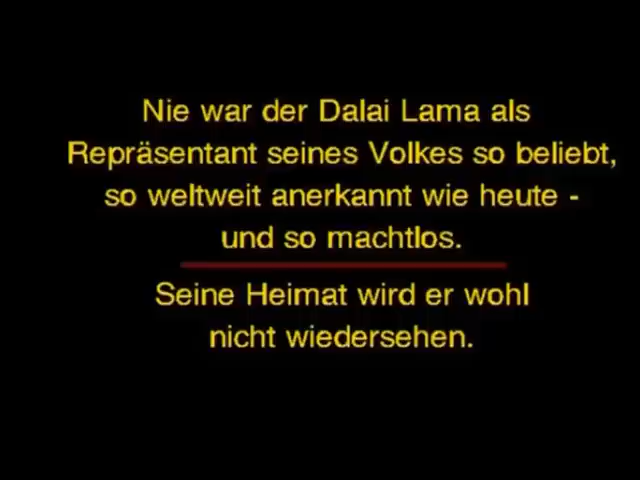 Nie war der Dalai Lama als
Repräsentant seines Volkes so beliebt,
so weltweit anerkannt wie heute -
und so machtlos.
Seine Heimat wird er wohl
nicht wiedersehen.